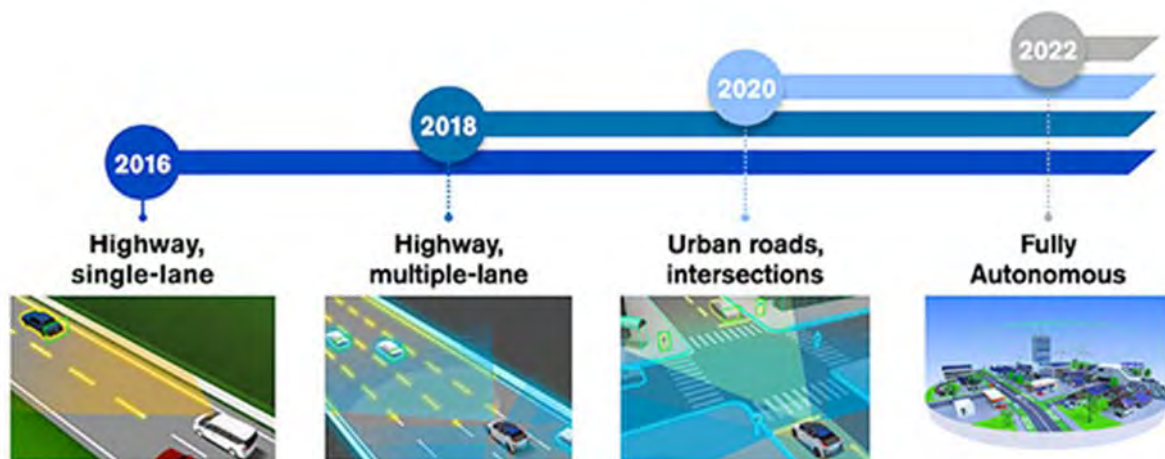 2016
2018
2020
2022
Highway,
single-lane
Highway,
multiple-lane
Urban roads,
intersections
Fully
Autonomous